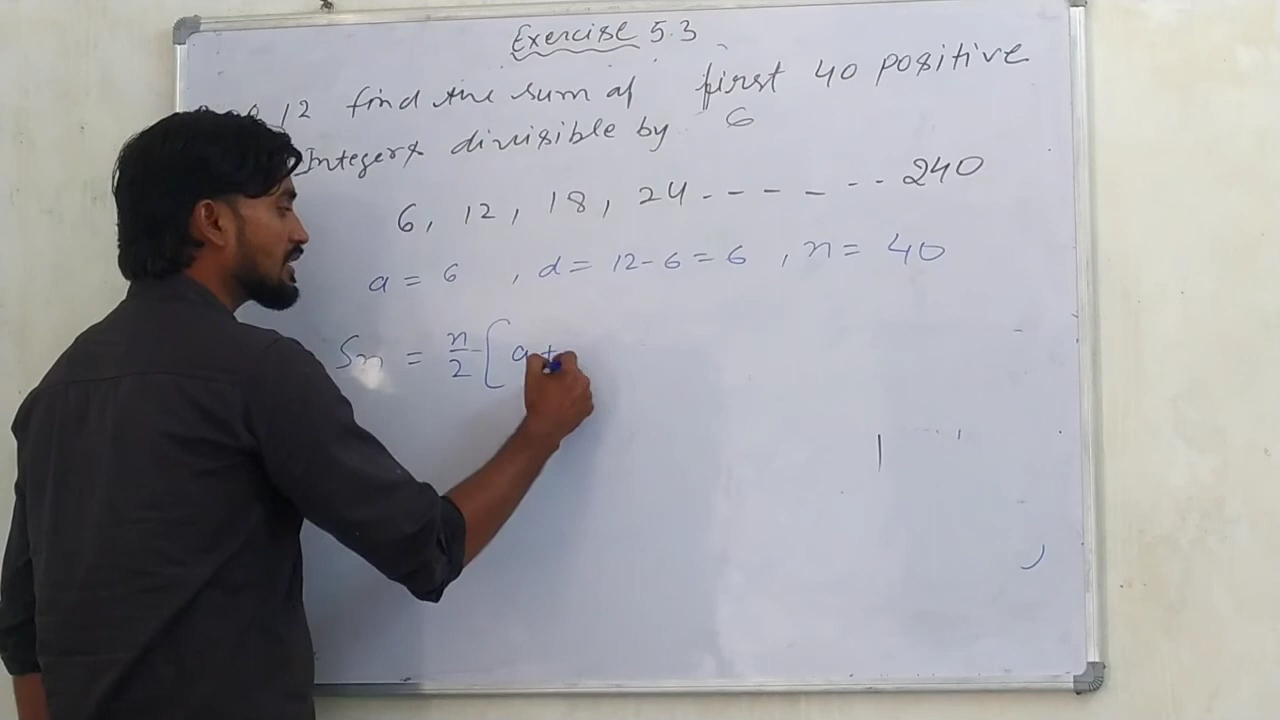 Exercise 5.3
12 find the sum of first 40 positive
Integers divisible by 6
6, 12, 18, 24 - - - - - - 240
a = 6 , d = 12-6 = 6 , n = 40
Sn = n/2 [a +